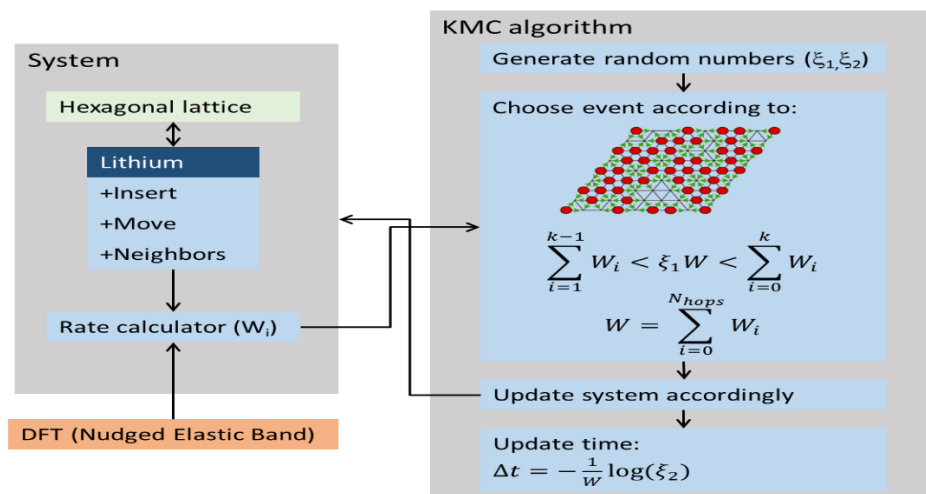 System
Hexagonal lattice
Lithium
+Insert
+Move
+Neighbors
Rate calculator (Wᵢ)
DFT (Nudged Elastic Band)
KMC algorithm
Generate random numbers (ξ₁,ξ₂)
Choose event according to:
∑_{i=1}^{k−1} Wᵢ < ξ₁W < ∑_{i=0}^{k} Wᵢ
W = ∑_{i=0}^{N_{hops}} Wᵢ
Update system accordingly
Update time:
Δt = −1/W log(ξ₂)